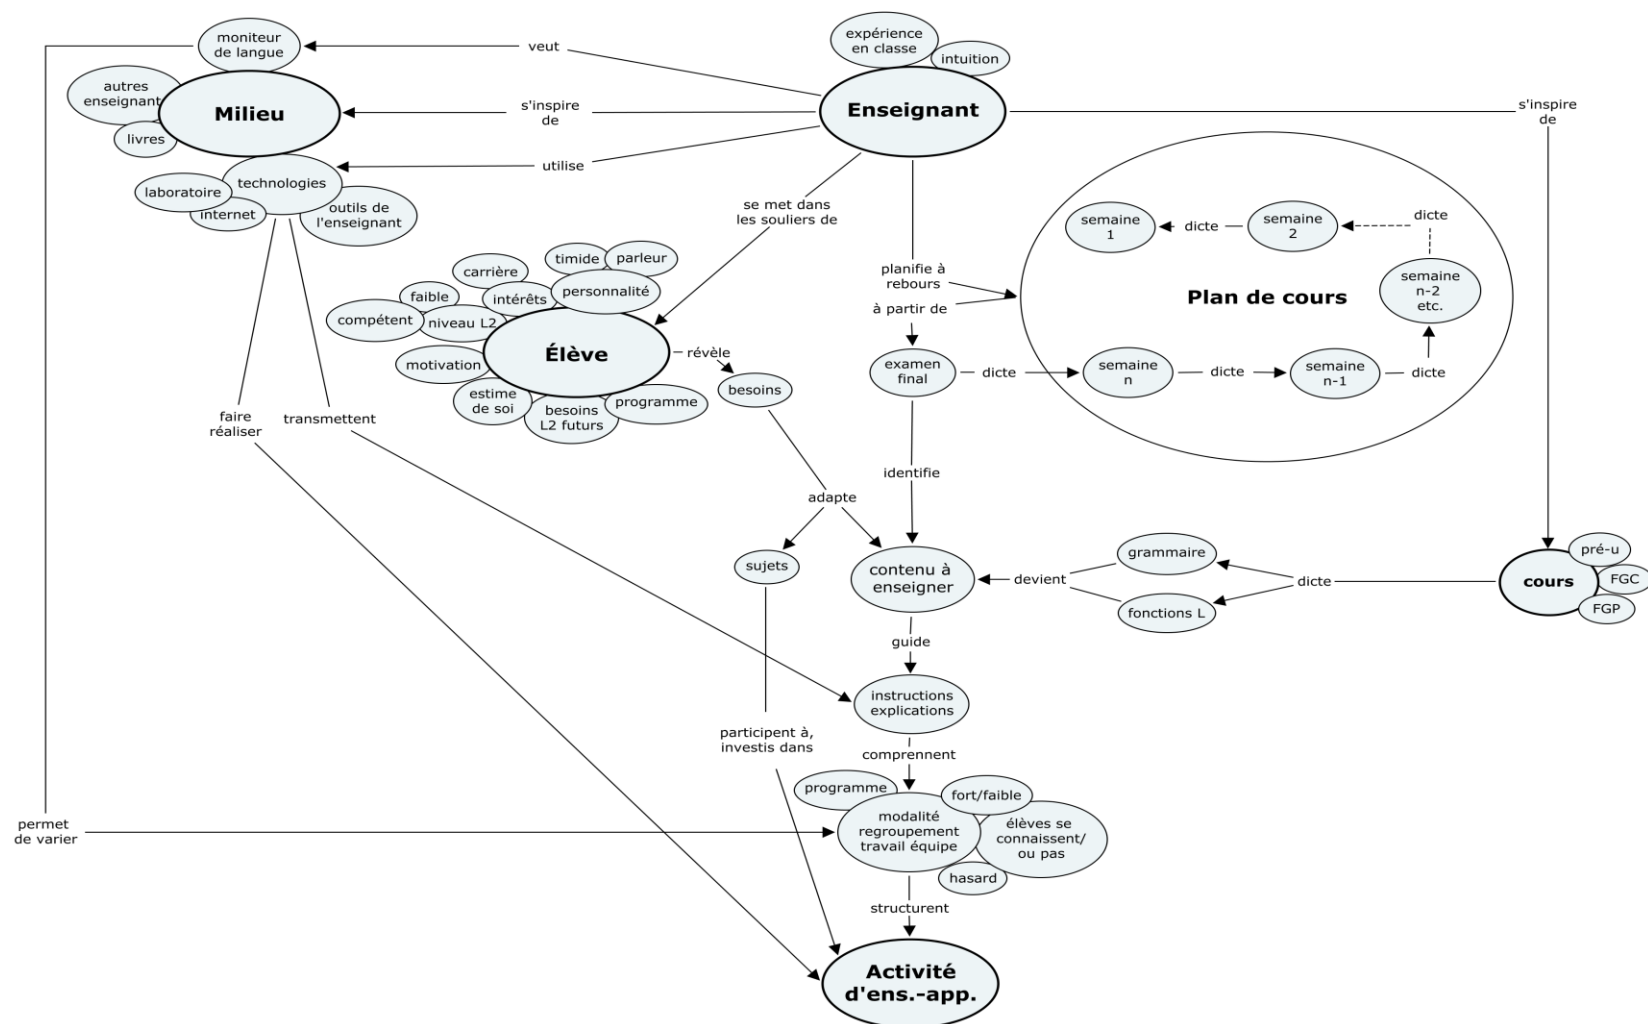 moniteur
de langue
veut
expérience
en classe
intuition
autres
enseignant
Milieu
livres
s'inspire
de
Enseignant
s'inspire
de
utilise
technologies
laboratoire
internet
outils de
l'enseignant
se met dans
les souliers de
semaine
1
dicte
semaine
2
dicte
planifie à
rebours
à partir de
Plan de cours
semaine
n-2
etc.
timide
parleur
carrière
personnalité
intérêts
faible
compétent
niveau L2
Élève
motivation
estime
de soi
besoins
L2 futurs
programme
révèle
besoins
examen
final
dicte
semaine
n
dicte
semaine
n-1
dicte
faire
réaliser
transmettent
identifie
adapte
sujets
contenu à
enseigner
devient
grammaire
fonctions L
dicte
cours
pré-u
FGC
FGP
guide
instructions
explications
participent à,
investis dans
comprennent
programme
fort/faible
modalité
regroupement
travail équipe
élèves se
connaissent/
ou pas
hasard
permet
de varier
structurent
Activité
d'ens.-app.